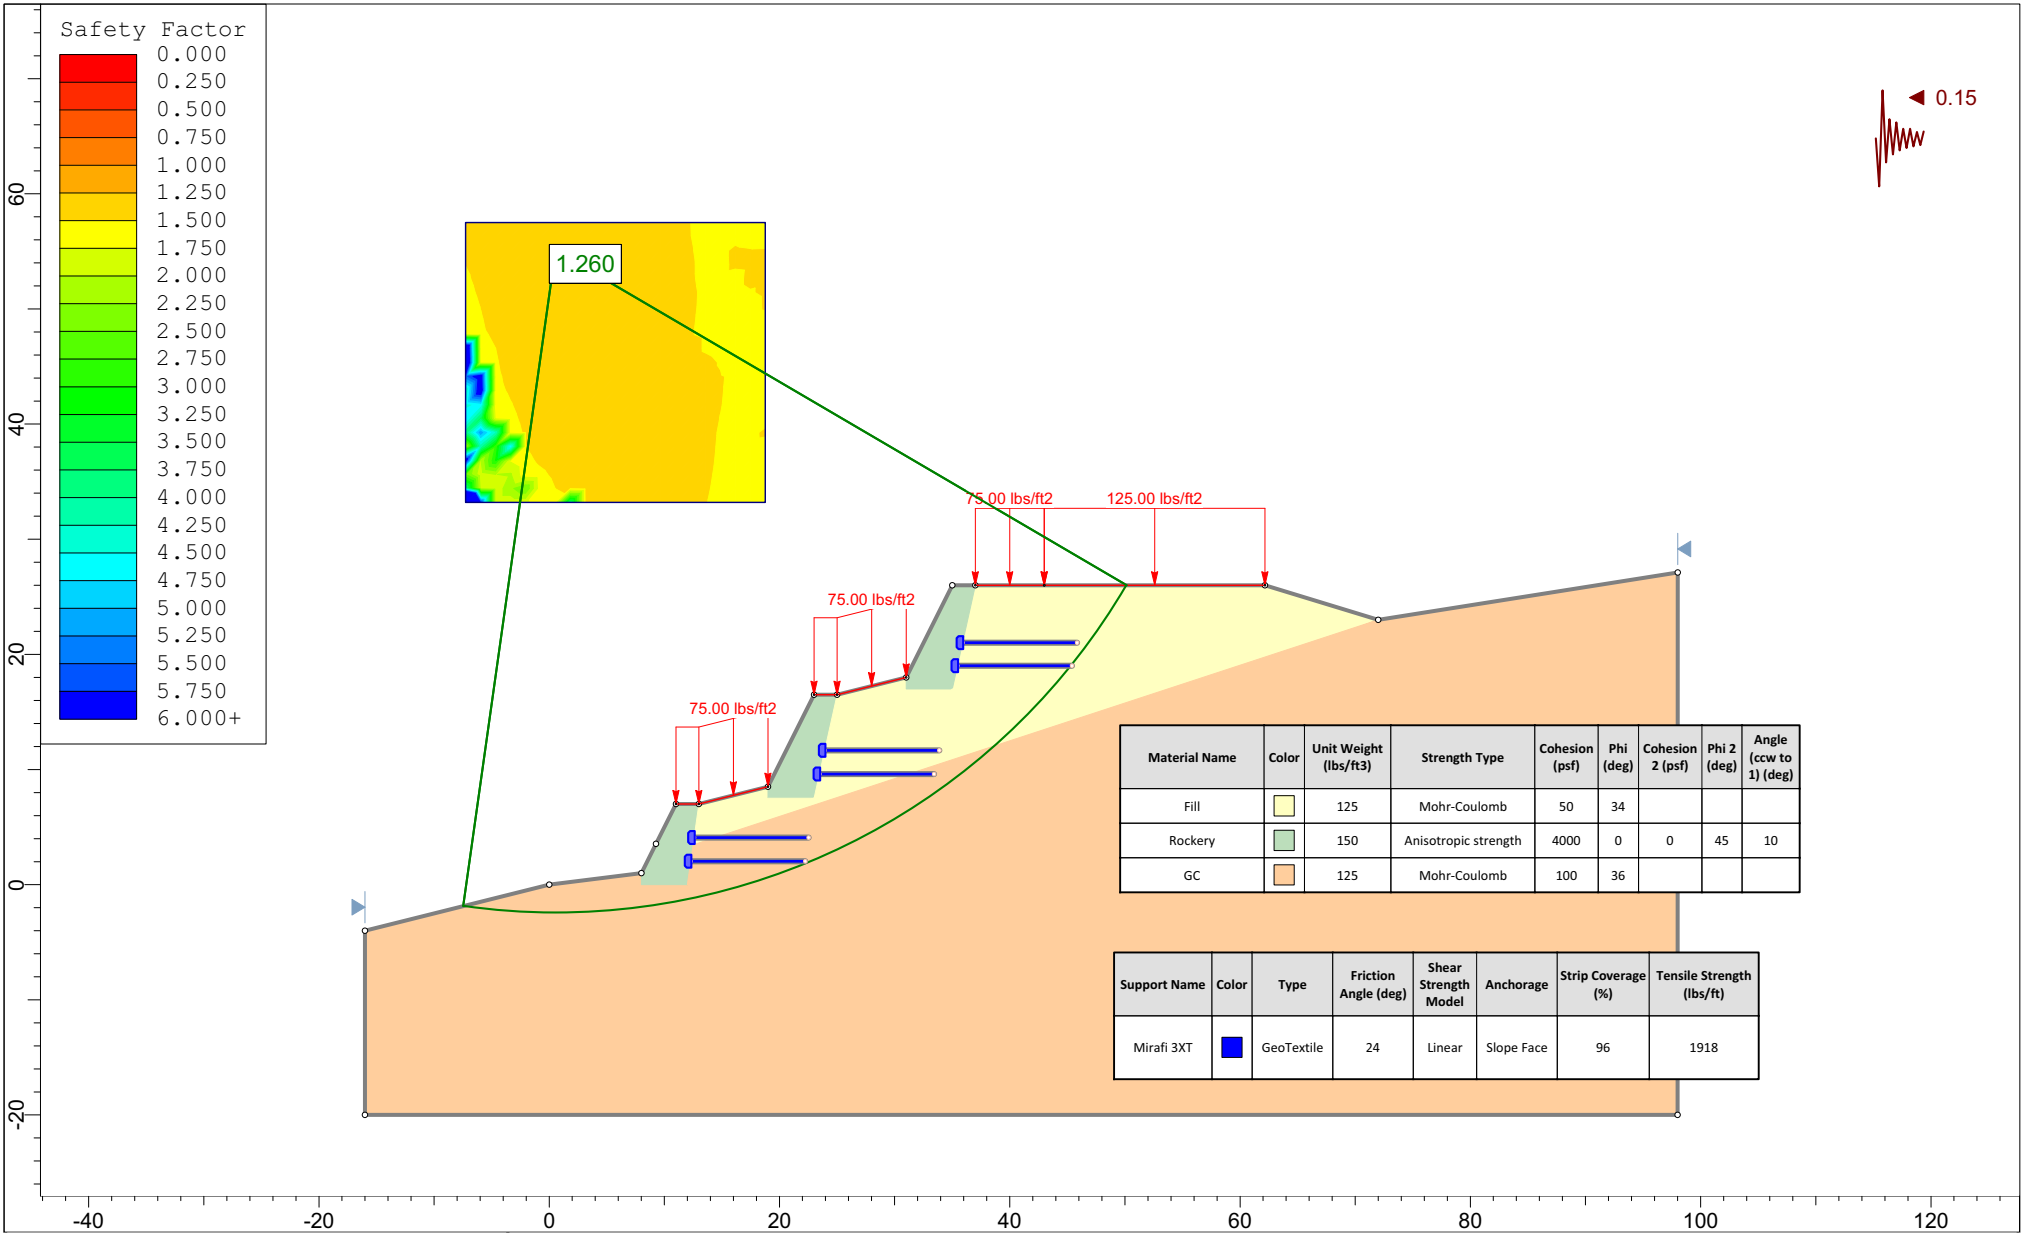 Safety Factor
0.000
0.250
0.500
0.750
1.000
1.250
1.500
1.750
2.000
2.250
2.500
2.750
3.000
3.250
3.500
3.750
4.000
4.250
4.500
4.750
5.000
5.250
5.500
5.750
6.000+
0.15
1.260
75.00 lbs/ft2 125.00 lbs/ft2
75.00 lbs/ft2
75.00 lbs/ft2
60
40
20
0
-20
-40 -20 0 20 40 60 80 100 120
Material Name Color Unit Weight (lbs/ft3) Strength Type Cohesion (psf) Phi (deg) Cohesion 2 (psf) Phi 2 (deg) Angle (ccw to 1) (deg)
Fill 125 Mohr-Coulomb 50 34
Rockery 150 Anisotropic strength 4000 0 0 45 10
GC 125 Mohr-Coulomb 100 36
Support Name Color Type Friction Angle (deg) Shear Strength Model Anchorage Strip Coverage (%) Tensile Strength (lbs/ft)
Mirafi 3XT GeoTextile 24 Linear Slope Face 96 1918